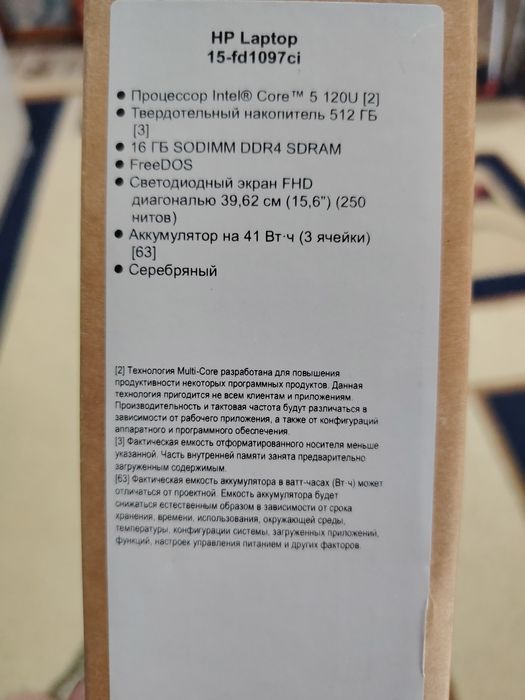 HP Laptop
15-fd1097ci
● Процессор Intel® Core™ 5 120U [2]
● Твердотельный накопитель 512 ГБ
[3]
● 16 ГБ SODIMM DDR4 SDRAM
● FreeDOS
● Светодиодный экран FHD
диагональю 39,62 см (15,6") (250
нитов)
● Аккумулятор на 41 Вт·ч (3 ячейки)
[63]
● Серебряный
[2] Технология Multi-Core разработана для повышения
продуктивности некоторых программных продуктов. Данная
технология пригодится не всем клиентам и приложениям.
Производительность и тактовая частота будут различаться в
зависимости от рабочего приложения, а также от конфигураций
аппаратного и программного обеспечения.
[3] Фактическая емкость отформатированного носителя меньше
указанной. Часть внутренней памяти занята предварительно
загруженным содержимым.
[63] Фактическая емкость аккумулятора в ватт-часах (Вт·ч) может
отличаться от проектной. Емкость аккумулятора будет
снижаться естественным образом в зависимости от срока
хранения, времени, использования, окружающей среды,
температуры, конфигурации системы, загруженных приложений,
функций, настроек управления питанием и других факторов.